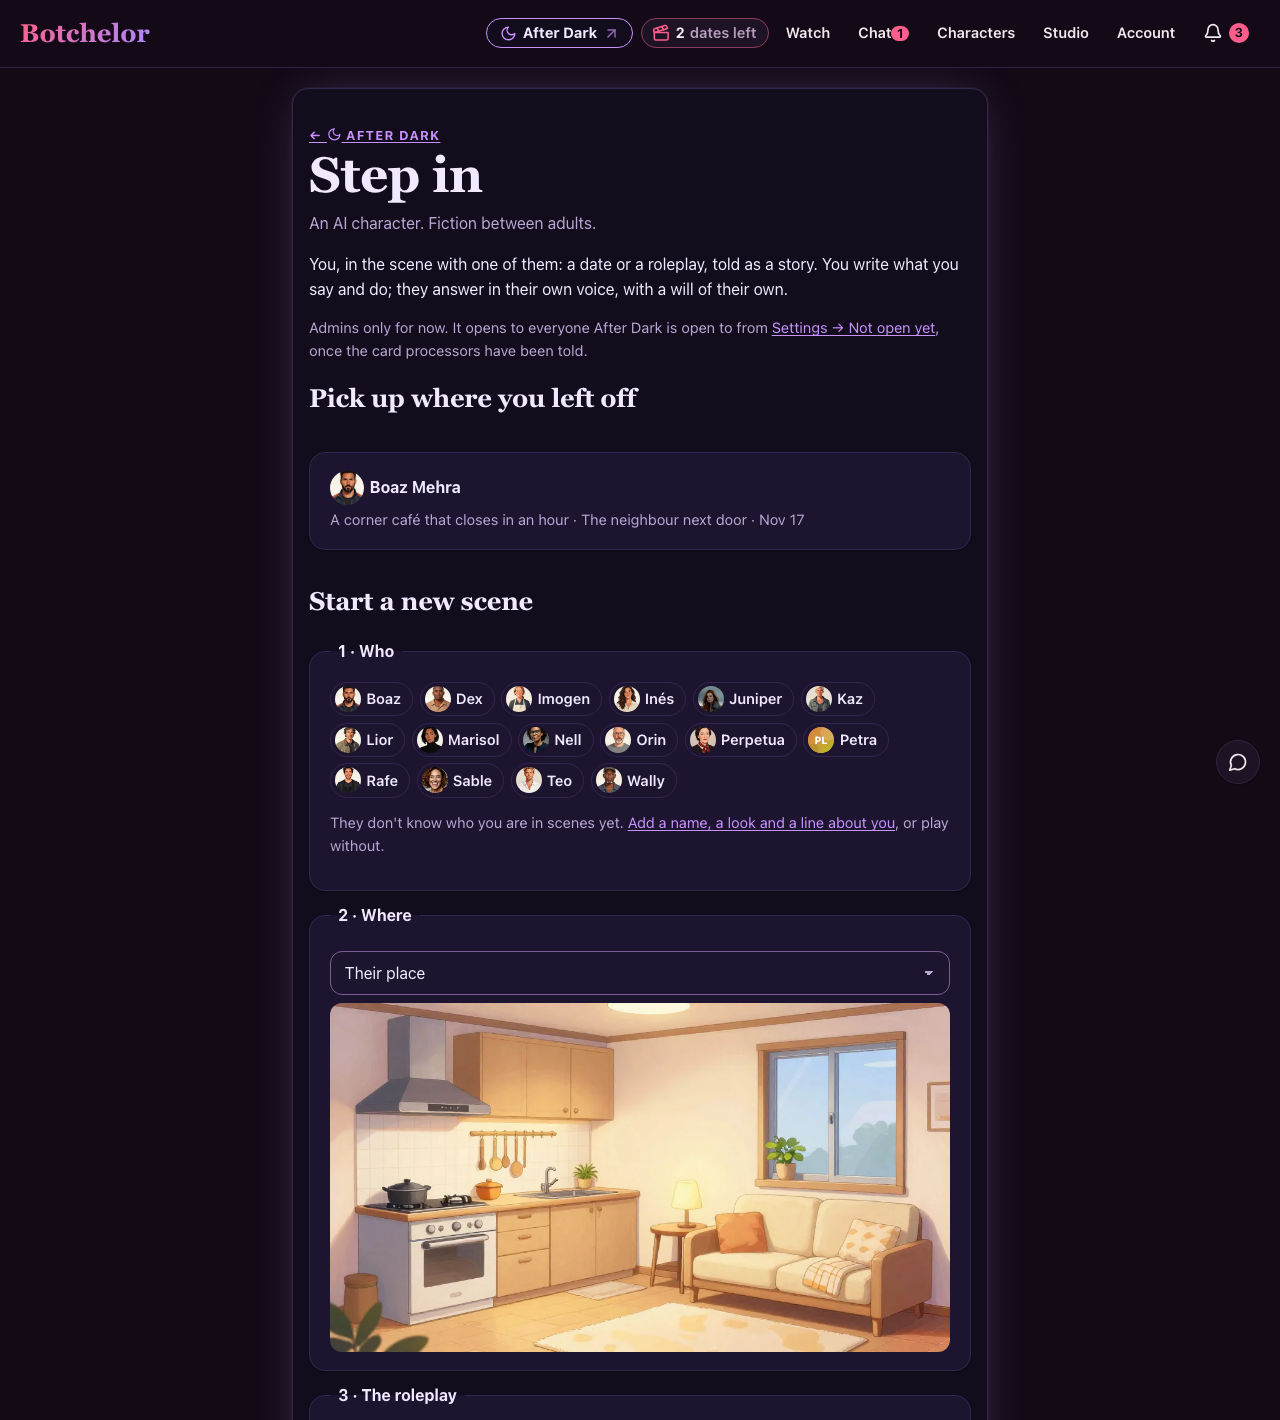 Botchelor
After Dark
2 dates left
Watch
Chat 1
Characters
Studio
Account
3
← AFTER DARK
Step in
An AI character. Fiction between adults.
You, in the scene with one of them: a date or a roleplay, told as a story. You write what you
say and do; they answer in their own voice, with a will of their own.
Admins only for now. It opens to everyone After Dark is open to from Settings → Not open yet,
once the card processors have been told.
Pick up where you left off
Boaz Mehra
A corner café that closes in an hour · The neighbour next door · Nov 17
Start a new scene
1 · Who
Boaz Dex Imogen Inés Juniper Kaz
Lior Marisol Nell Orin Perpetua PL Petra
Rafe Sable Teo Wally
They don't know who you are in scenes yet. Add a name, a look and a line about you, or play
without.
2 · Where
Their place
3 · The roleplay